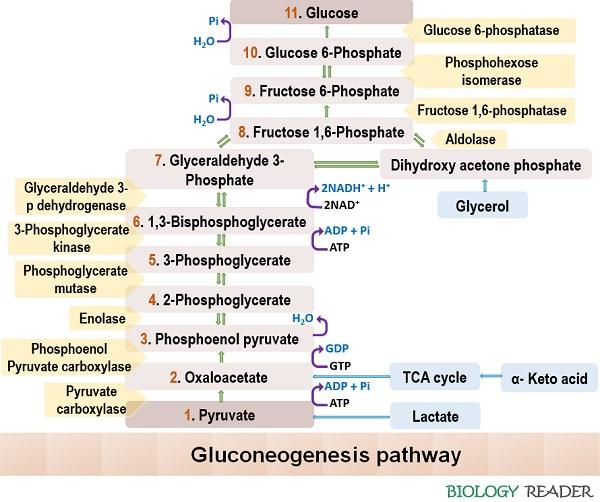 11. Glucose
Pi
H₂O
Glucose 6-phosphatase
10. Glucose 6-Phosphate
Phosphohexose
isomerase
9. Fructose 6-Phosphate
Pi
H₂O
Fructose 1,6-phosphatase
8. Fructose 1,6-Phosphate
Aldolase
7. Glyceraldehyde 3-
Phosphate
Dihydroxy acetone phosphate
Glyceraldehyde 3-
p dehydrogenase
2NADH⁺ + H⁺
2NAD⁺
Glycerol
6. 1,3-Bisphosphoglycerate
3-Phosphoglycerate
kinase
ADP + Pi
ATP
5. 3-Phosphoglycerate
Phosphoglycerate
mutase
4. 2-Phosphoglycerate
Enolase
H₂O
3. Phosphoenol pyruvate
Phosphoenol
Pyruvate carboxylase
GDP
GTP
2. Oxaloacetate
TCA cycle
α- Keto acid
Pyruvate
carboxylase
ADP + Pi
ATP
1. Pyruvate
Lactate
Gluconeogenesis pathway
BIOLOGY READER